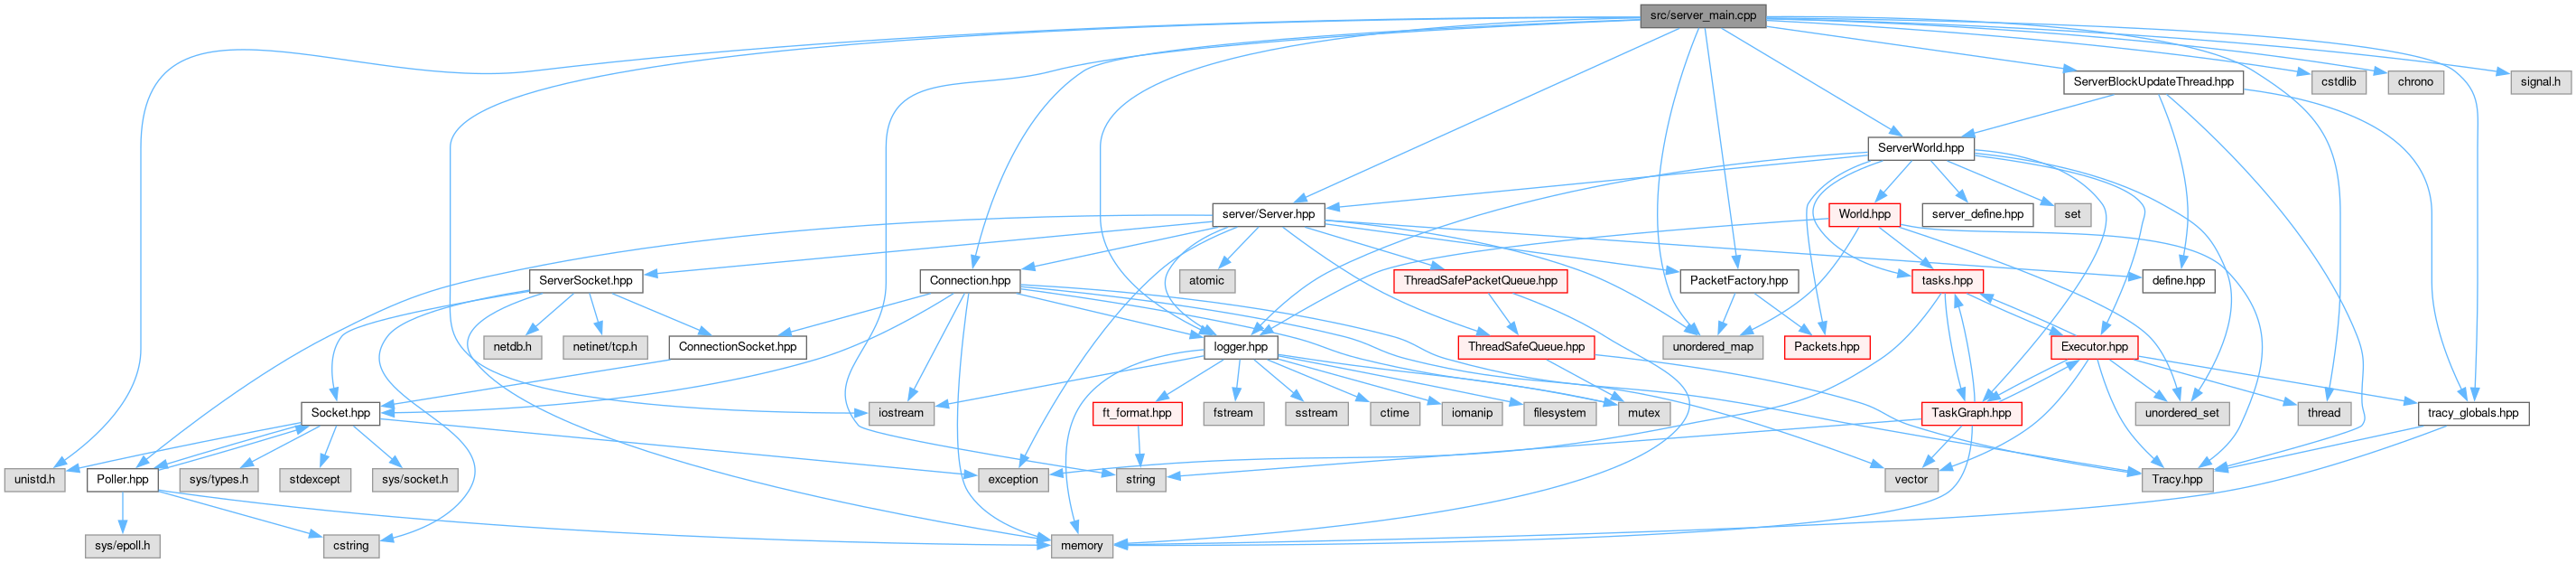 src/server_main.cpp
ServerBlockUpdateThread.hpp
cstdlib
chrono
signal.h
ServerWorld.hpp
server/Server.hpp
World.hpp
server_define.hpp
set
ServerSocket.hpp
Connection.hpp
atomic
ThreadSafePacketQueue.hpp
PacketFactory.hpp
tasks.hpp
define.hpp
netdb.h
netinet/tcp.h
ConnectionSocket.hpp
logger.hpp
ThreadSafeQueue.hpp
unordered_map
Packets.hpp
Executor.hpp
Socket.hpp
iostream
ft_format.hpp
fstream
sstream
ctime
iomanip
filesystem
mutex
TaskGraph.hpp
unordered_set
thread
tracy_globals.hpp
unistd.h
Poller.hpp
sys/types.h
stdexcept
sys/socket.h
exception
string
vector
Tracy.hpp
sys/epoll.h
cstring
memory